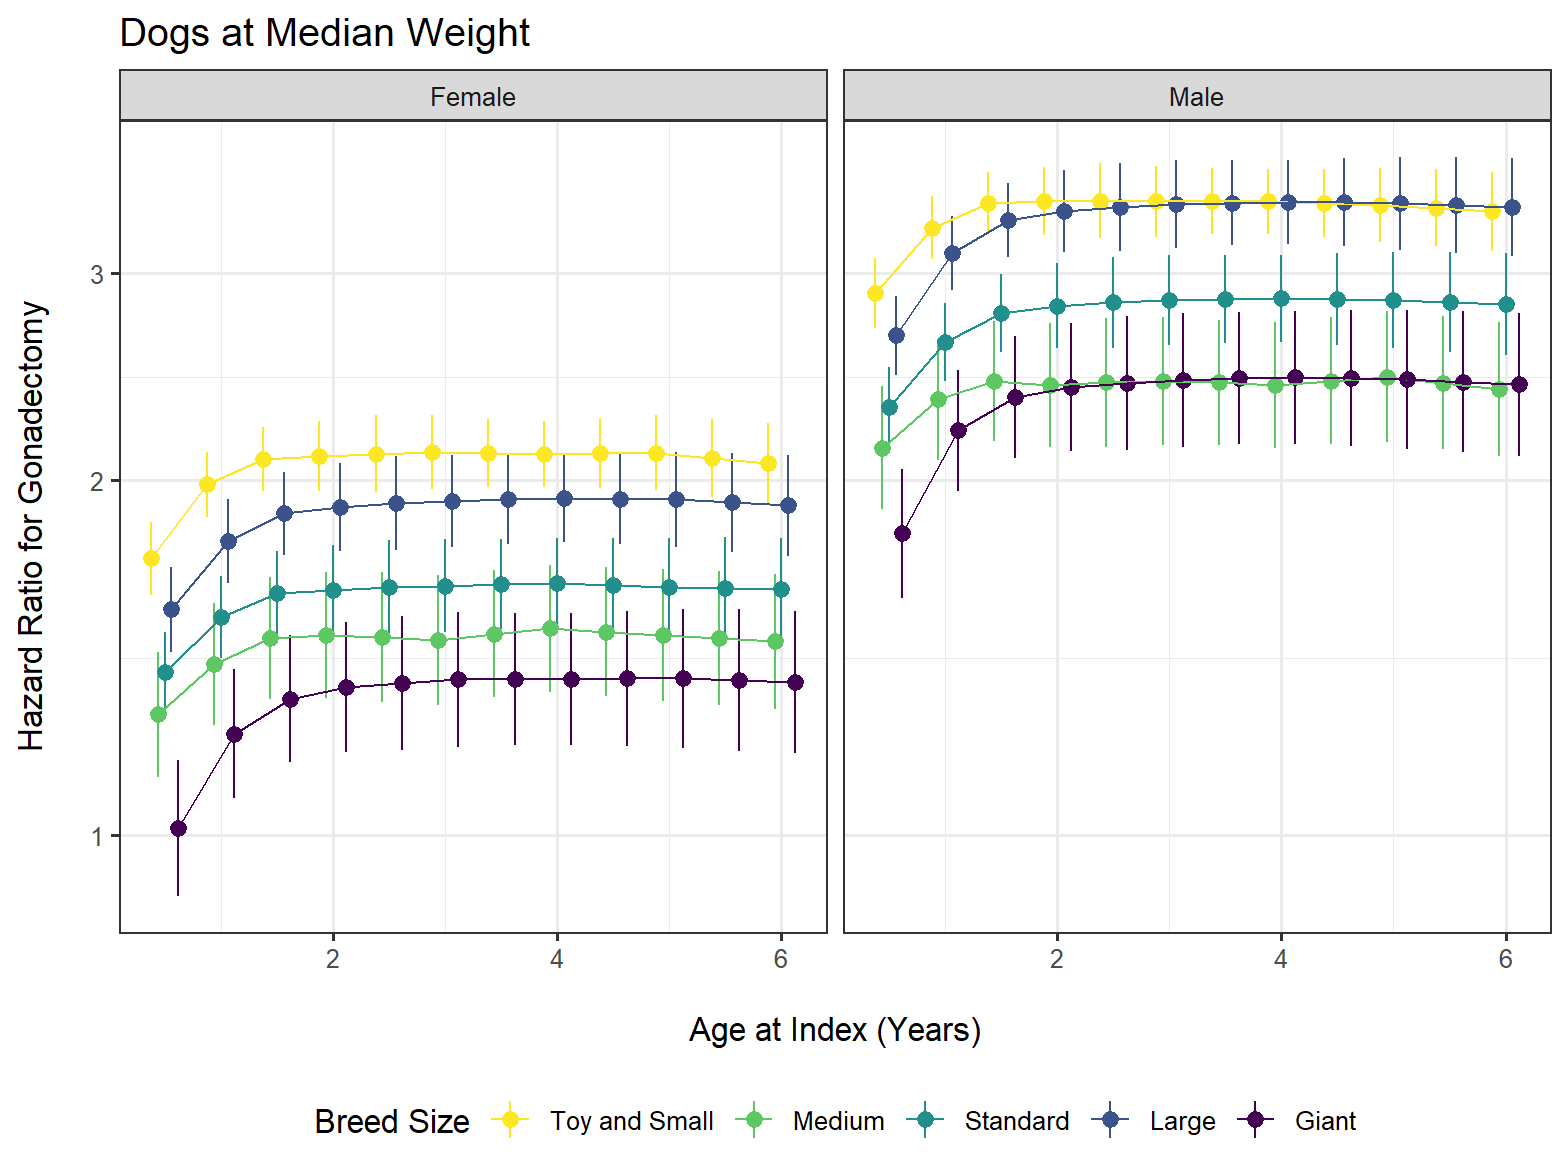 Dogs at Median Weight
Female
Male
Hazard Ratio for Gonadectomy
3
2
1
2
4
6
2
4
6
Age at Index (Years)
Breed Size
Toy and Small
Medium
Standard
Large
Giant